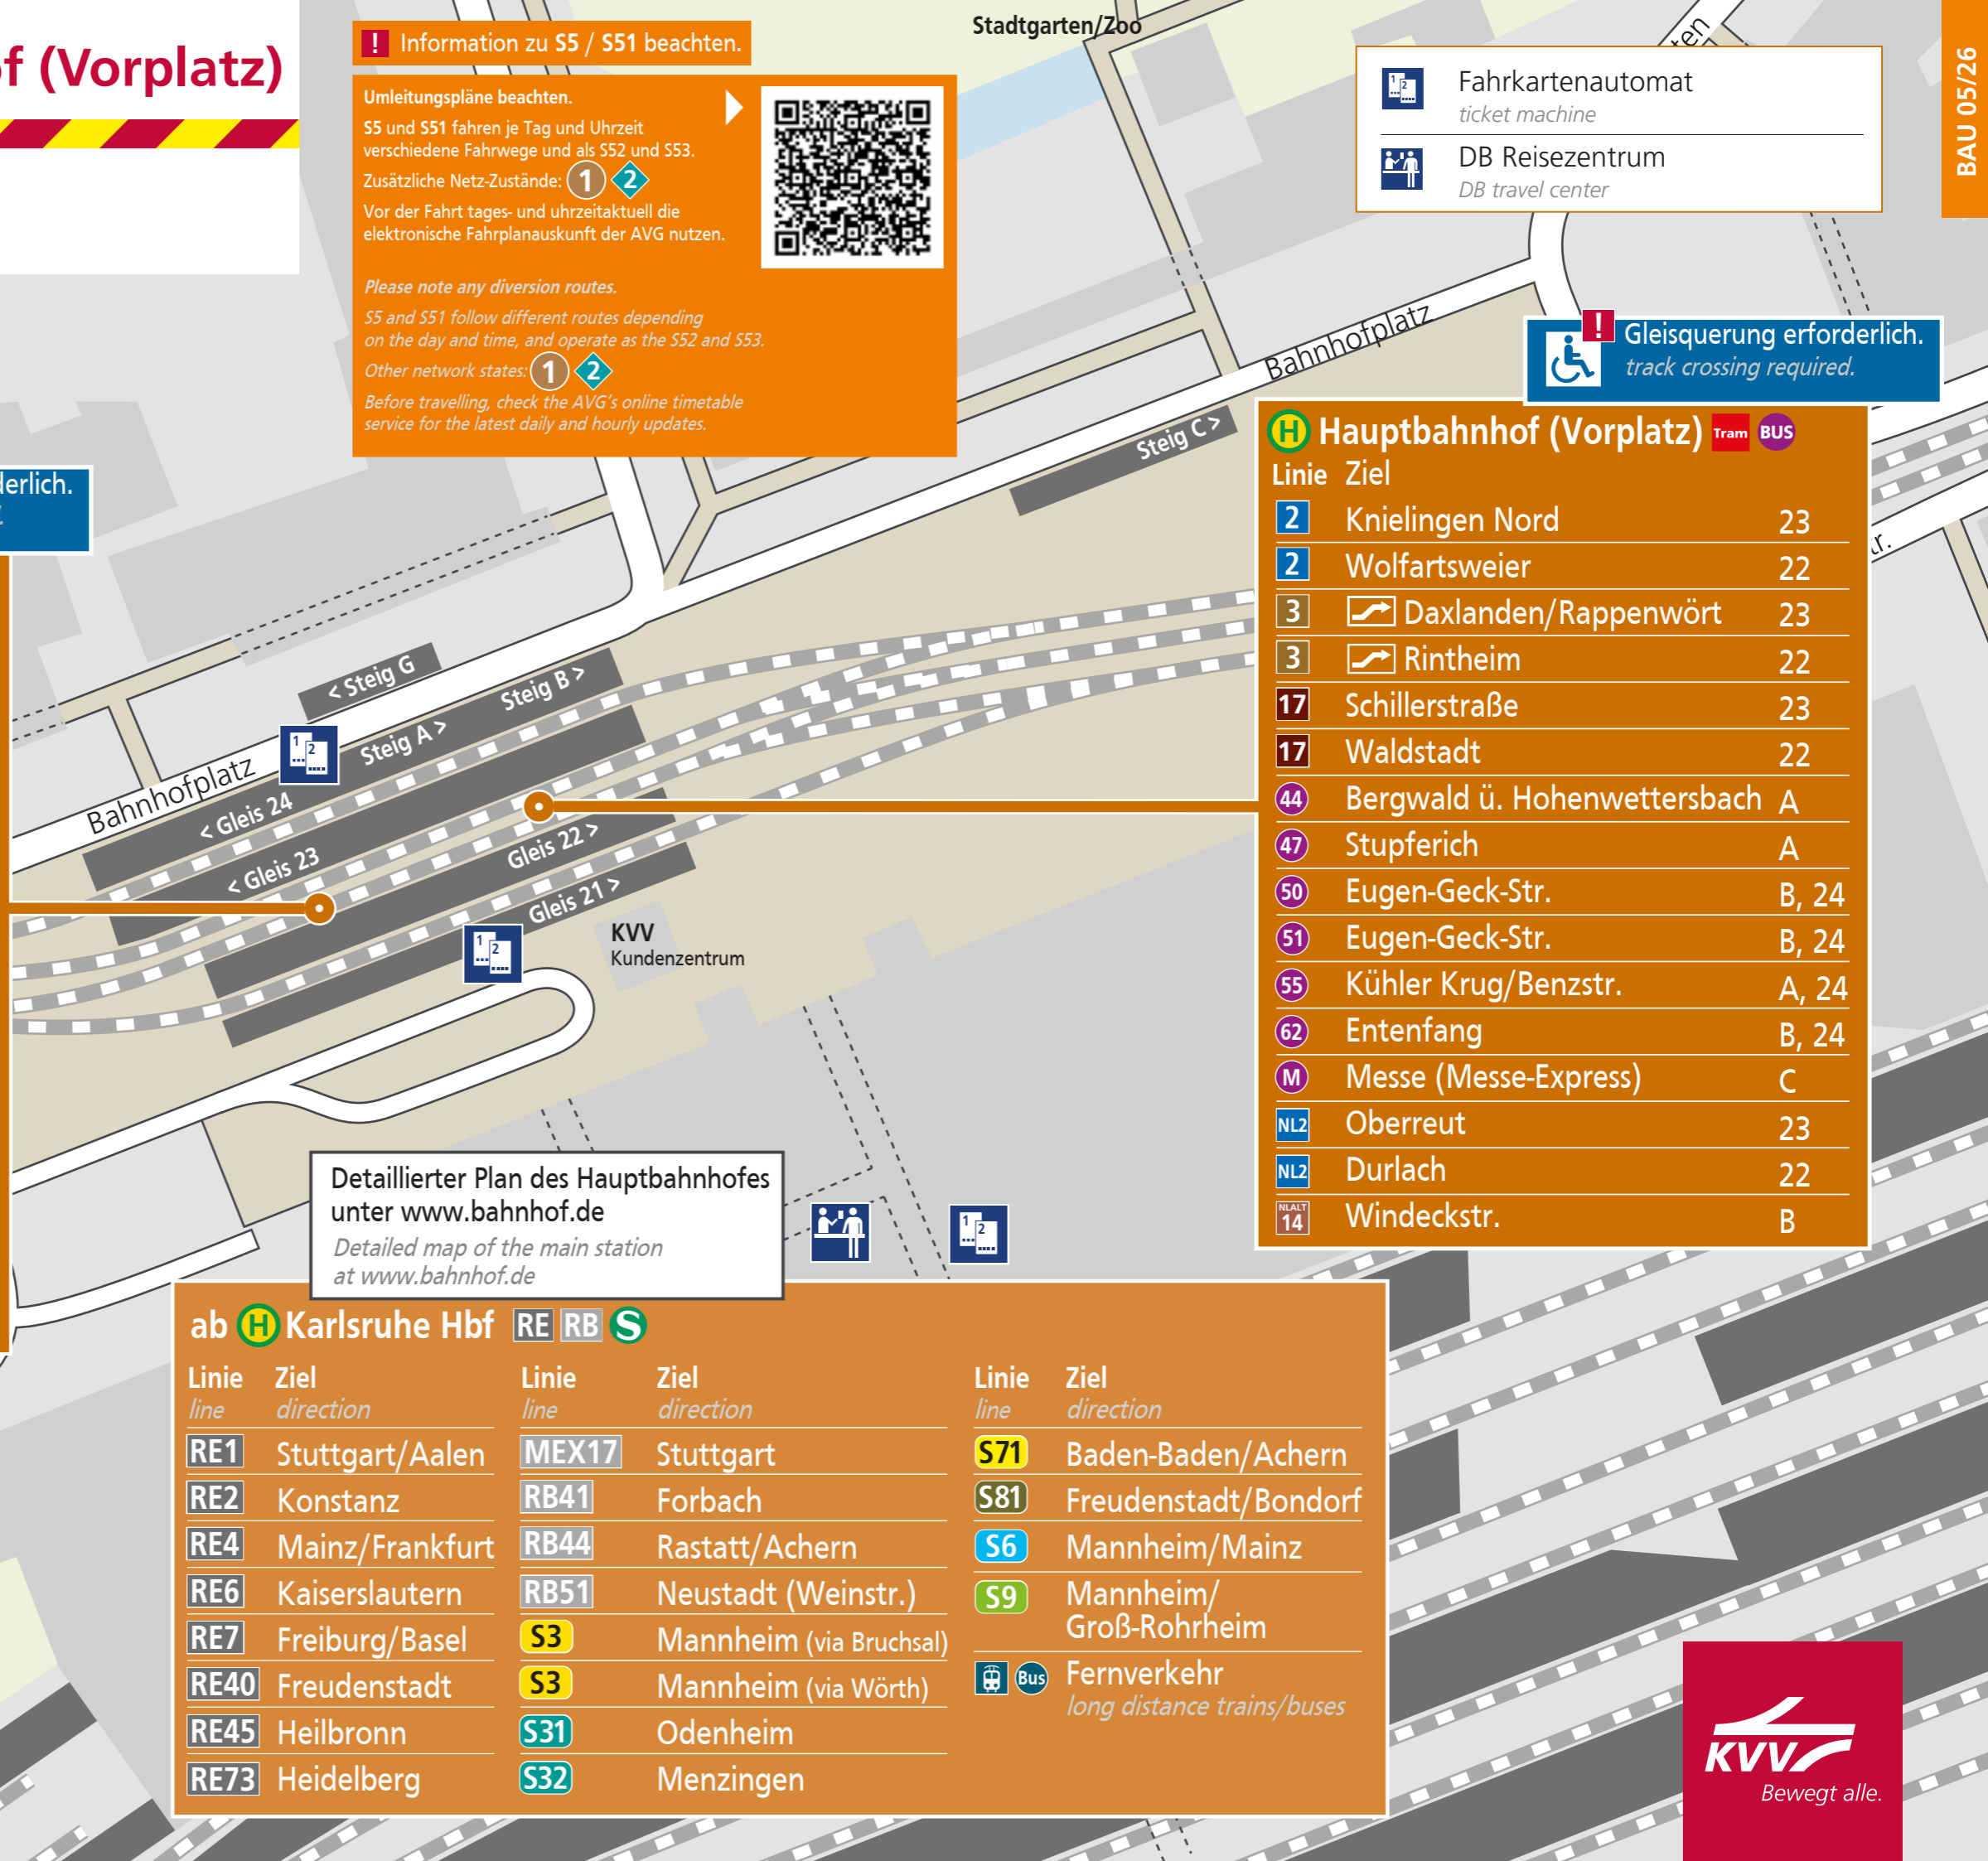 (Vorplatz)
! Information zu S5 / S51 beachten.
Umleitungspläne beachten.
S5 und S51 fahren je Tag und Uhrzeit
verschiedene Fahrwege und als S52 und S53.
Zusätzliche Netz-Zustände: 1 2
Vor der Fahrt tages- und uhrzeitaktuell die
elektronische Fahrplanauskunft der AVG nutzen.
Please note any diversion routes.
S5 and S51 follow different routes depending
on the day and time, and operate as the S52 and S53.
Other network states: 1 2
Before travelling, check the AVG's online timetable
service for the latest daily and hourly updates.
Stadtgarten/Zoo
Fahrkartenautomat
ticket machine
DB Reisezentrum
DB travel center
BAU 05/26
! Gleisquerung erforderlich.
track crossing required.
Bahnhofplatz
Steig C >
H Hauptbahnhof (Vorplatz) Tram BUS
Linie Ziel
2 Knielingen Nord 23
2 Wolfartsweier 22
3 Daxlanden/Rappenwört 23
3 Rintheim 22
17 Schillerstraße 23
17 Waldstadt 22
44 Bergwald ü. Hohenwettersbach A
47 Stupferich A
50 Eugen-Geck-Str. B, 24
51 Eugen-Geck-Str. B, 24
55 Kühler Krug/Benzstr. A, 24
62 Entenfang B, 24
M Messe (Messe-Express) C
NL2 Oberreut 23
NL2 Durlach 22
NLALT 14 Windeckstr. B
< Steig G
Steig B >
Steig A >
Bahnhofplatz
< Gleis 24
< Gleis 23
Gleis 22 >
Gleis 21 >
KVV
Kundenzentrum
Detaillierter Plan des Hauptbahnhofes
unter www.bahnhof.de
Detailed map of the main station
at www.bahnhof.de
ab H Karlsruhe Hbf RE RB S
Linie Ziel
line direction
RE1 Stuttgart/Aalen
RE2 Konstanz
RE4 Mainz/Frankfurt
RE6 Kaiserslautern
RE7 Freiburg/Basel
RE40 Freudenstadt
RE45 Heilbronn
RE73 Heidelberg
Linie Ziel
line direction
MEX17 Stuttgart
RB41 Forbach
RB44 Rastatt/Achern
RB51 Neustadt (Weinstr.)
S3 Mannheim (via Bruchsal)
S3 Mannheim (via Wörth)
S31 Odenheim
S32 Menzingen
Linie Ziel
line direction
S71 Baden-Baden/Achern
S81 Freudenstadt/Bondorf
S6 Mannheim/Mainz
S9 Mannheim/
Groß-Rohrheim
Bus Fernverkehr
long distance trains/buses
KVV
Bewegt alle.